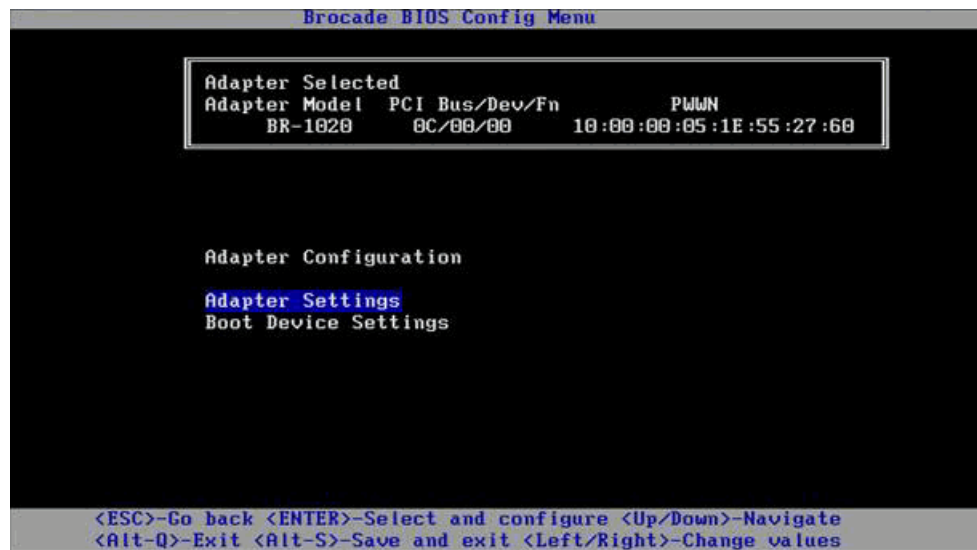 Brocade BIOS Config Menu
Adapter Selected
Adapter Model PCI Bus/Dev/Fn PWWN
BR-1020 0C/00/00 10:00:00:05:1E:55:27:60
Adapter Configuration
Adapter Settings
Boot Device Settings
<ESC>-Go back <ENTER>-Select and configure <Up/Down>-Navigate
<Alt-Q>-Exit <Alt-S>-Save and exit <Left/Right>-Change values